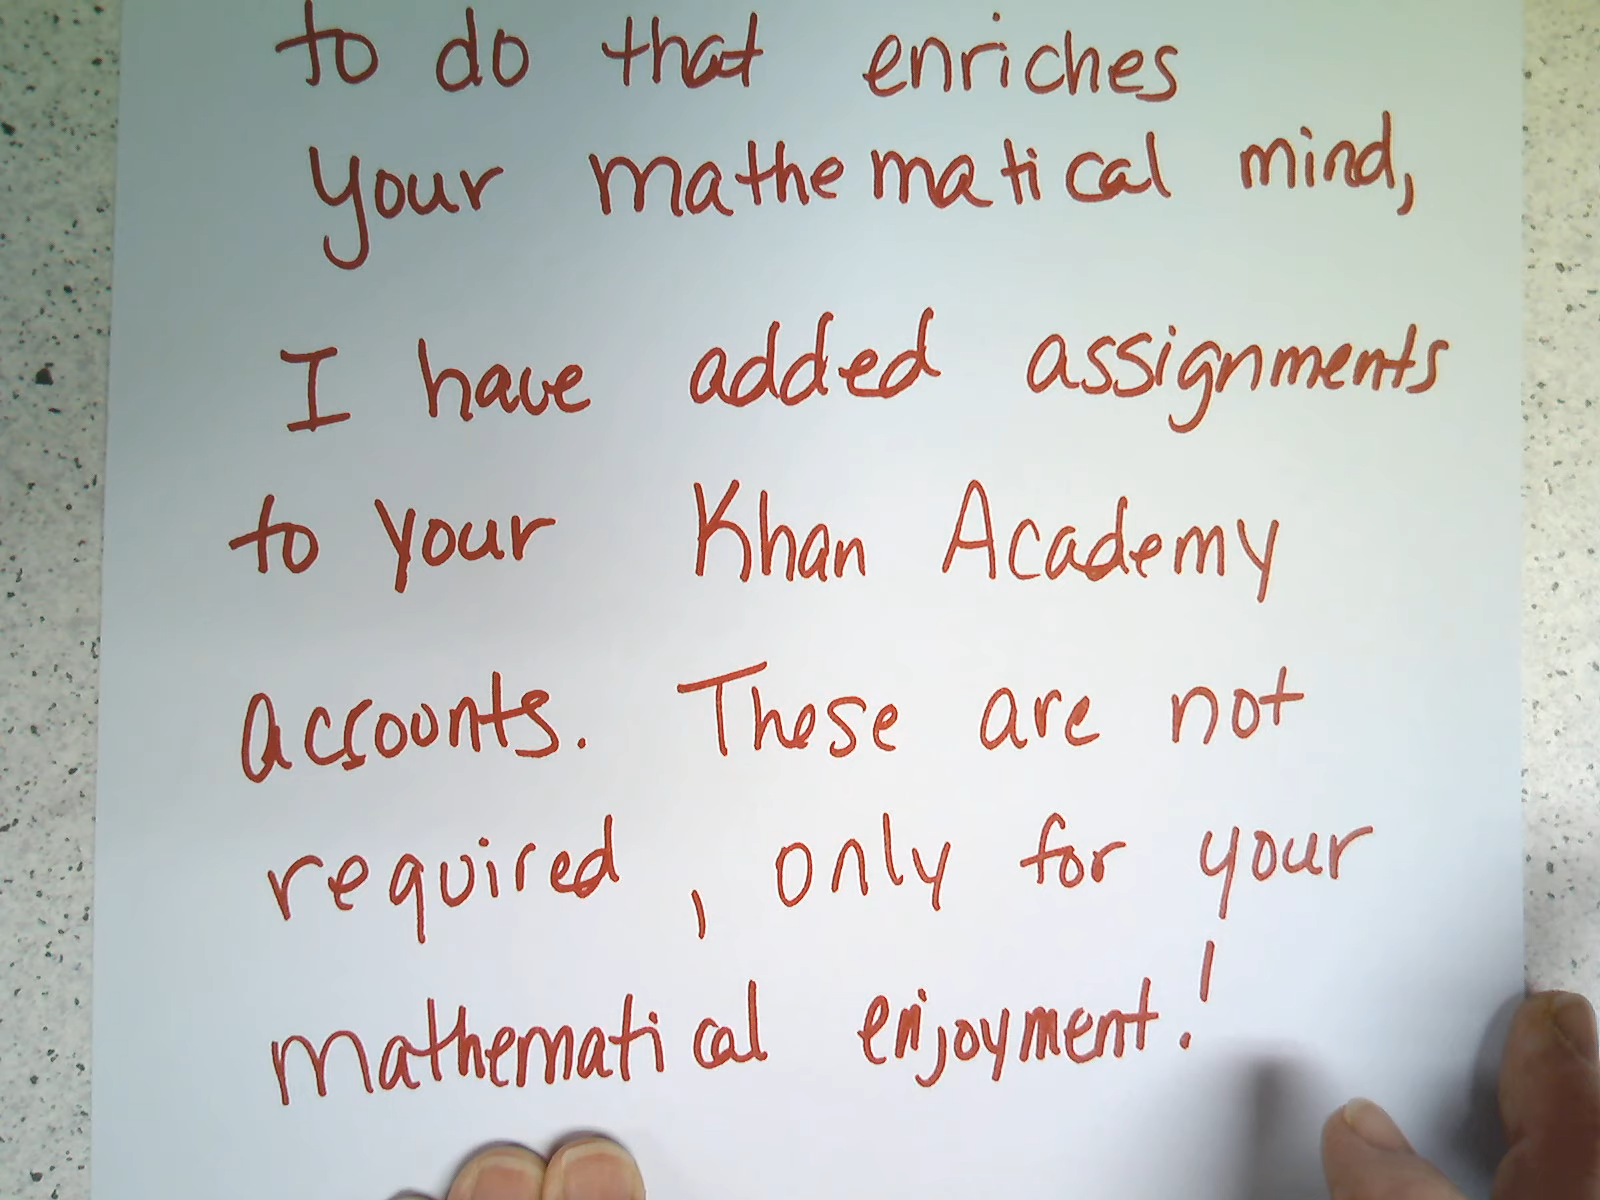 to do that enriches
your mathematical mind,
I have added assignments
to your Khan Academy
accounts. These are not
required, only for your
mathematical enjoyment!